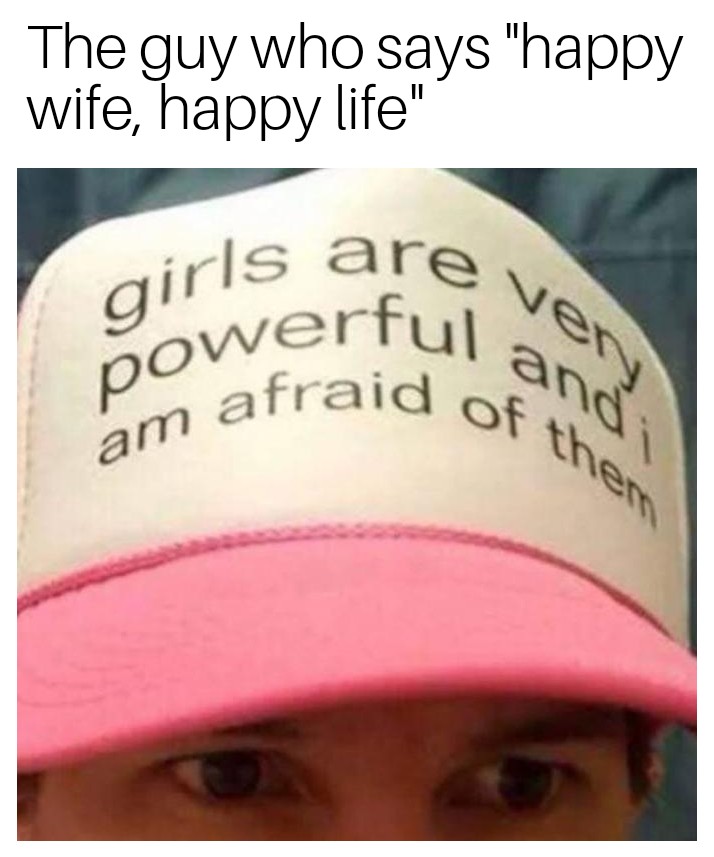 The guy who says "happy
wife, happy life"
girls are very
powerful and i
am afraid of them